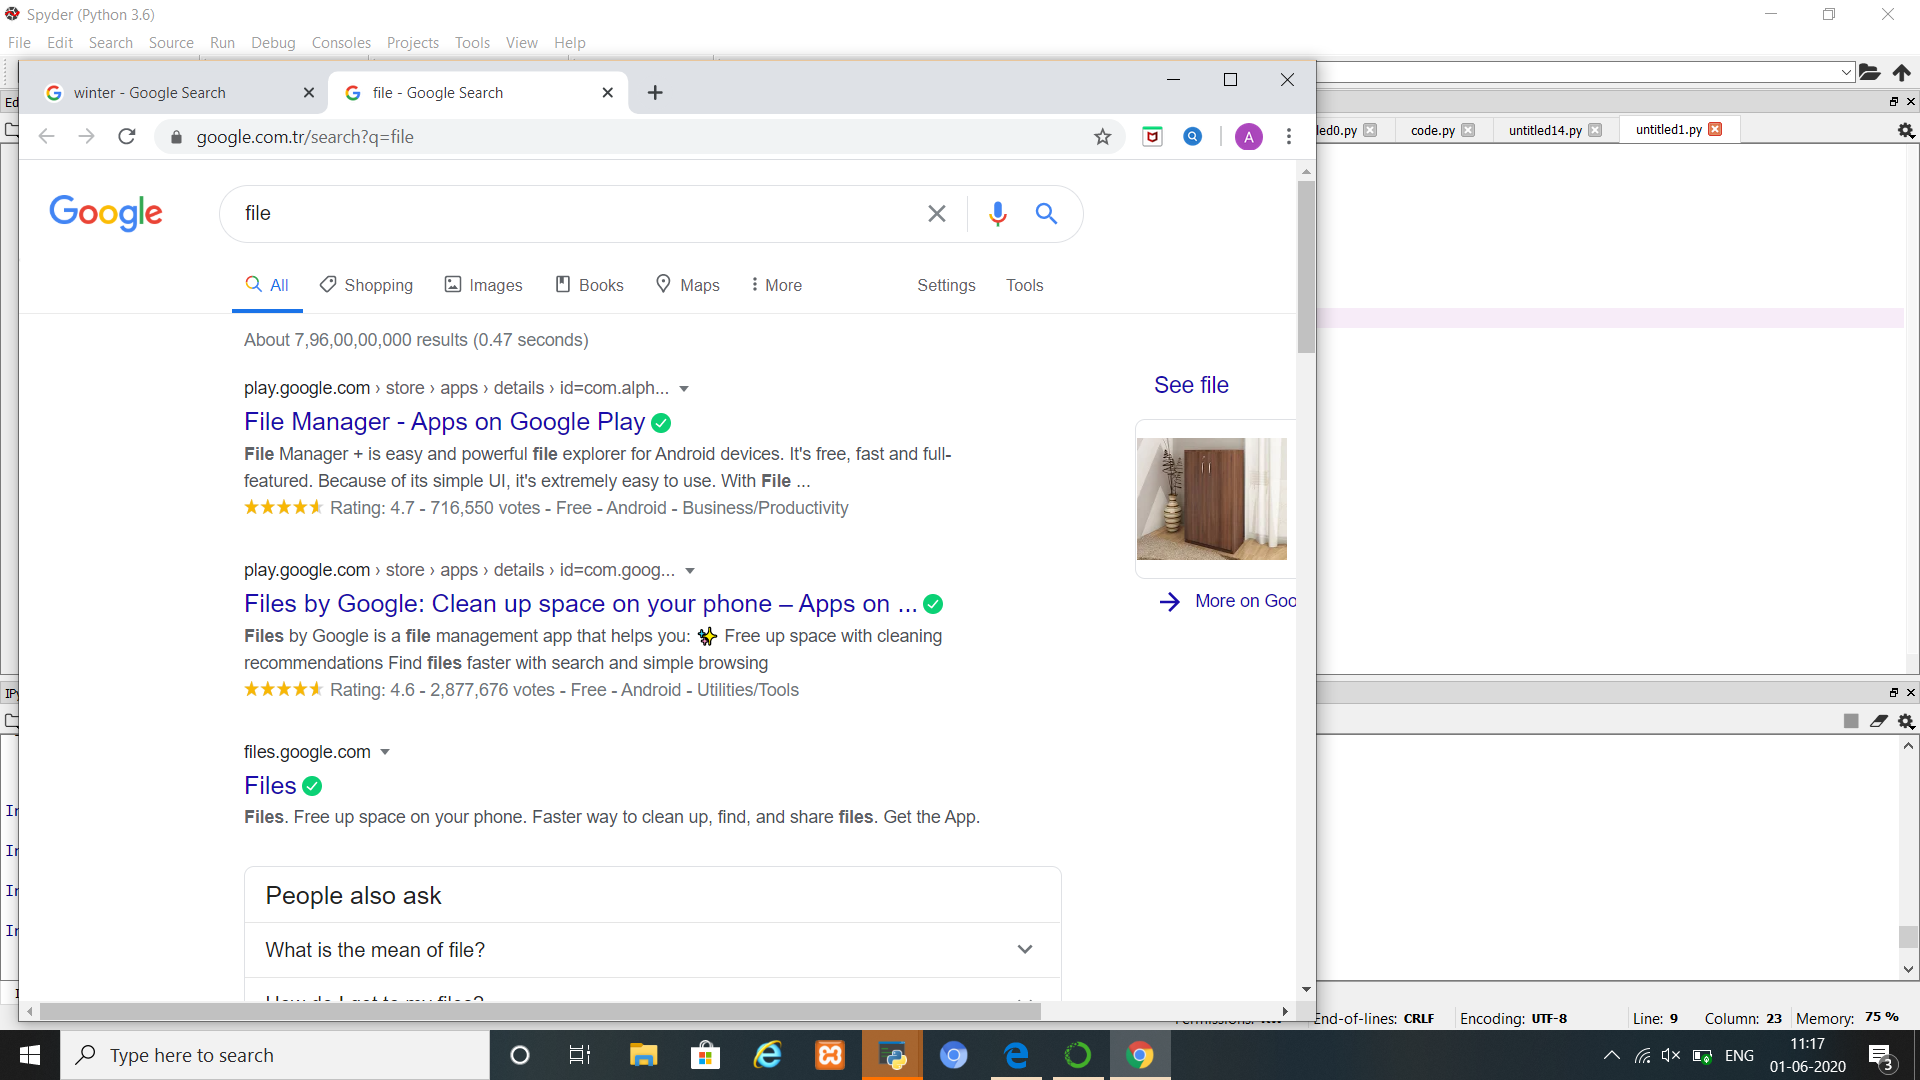 Spyder (Python 3.6)
File Edit Search Source Run Debug Consoles Projects Tools View Help
winter - Google Search
file - Google Search
google.com.tr/search?q=file
A
code.py
untitled14.py
untitled1.py
Google
file
All Shopping Images Books Maps More Settings Tools
About 7,96,00,00,000 results (0.47 seconds)
play.google.com › store › apps › details › id=com.alph...
File Manager - Apps on Google Play
File Manager + is easy and powerful file explorer for Android devices. It's free, fast and full-
featured. Because of its simple UI, it's extremely easy to use. With File ...
Rating: 4.7 - 716,550 votes - Free - Android - Business/Productivity
See file
More on Goo
play.google.com › store › apps › details › id=com.goog...
Files by Google: Clean up space on your phone – Apps on ...
Files by Google is a file management app that helps you: ✨ Free up space with cleaning
recommendations Find files faster with search and simple browsing
Rating: 4.6 - 2,877,676 votes - Free - Android - Utilities/Tools
files.google.com
Files
Files. Free up space on your phone. Faster way to clean up, find, and share files. Get the App.
People also ask
What is the mean of file?
How do I get to my files?
End-of-lines: CRLF Encoding: UTF-8 Line: 9 Column: 23 Memory: 75 %
Type here to search
ENG
11:17
01-06-2020
3